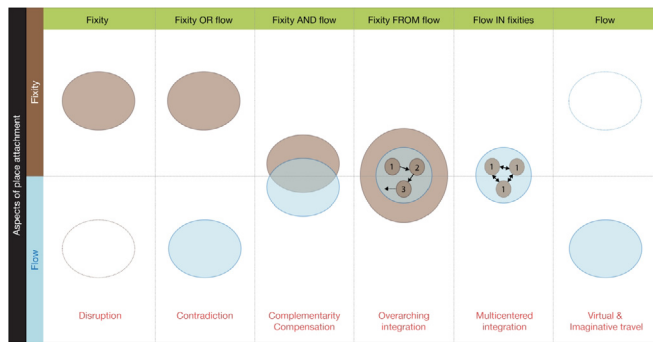 Fixity
Fixity OR flow
Fixity AND flow
Fixity FROM flow
Flow IN fixities
Flow
Aspects of place attachment
Fixity
Flow
1
2
3
1
1
1
Disruption
Contradiction
Complementarity
Compensation
Overarching
integration
Multicentered
integration
Virtual &
Imaginative travel